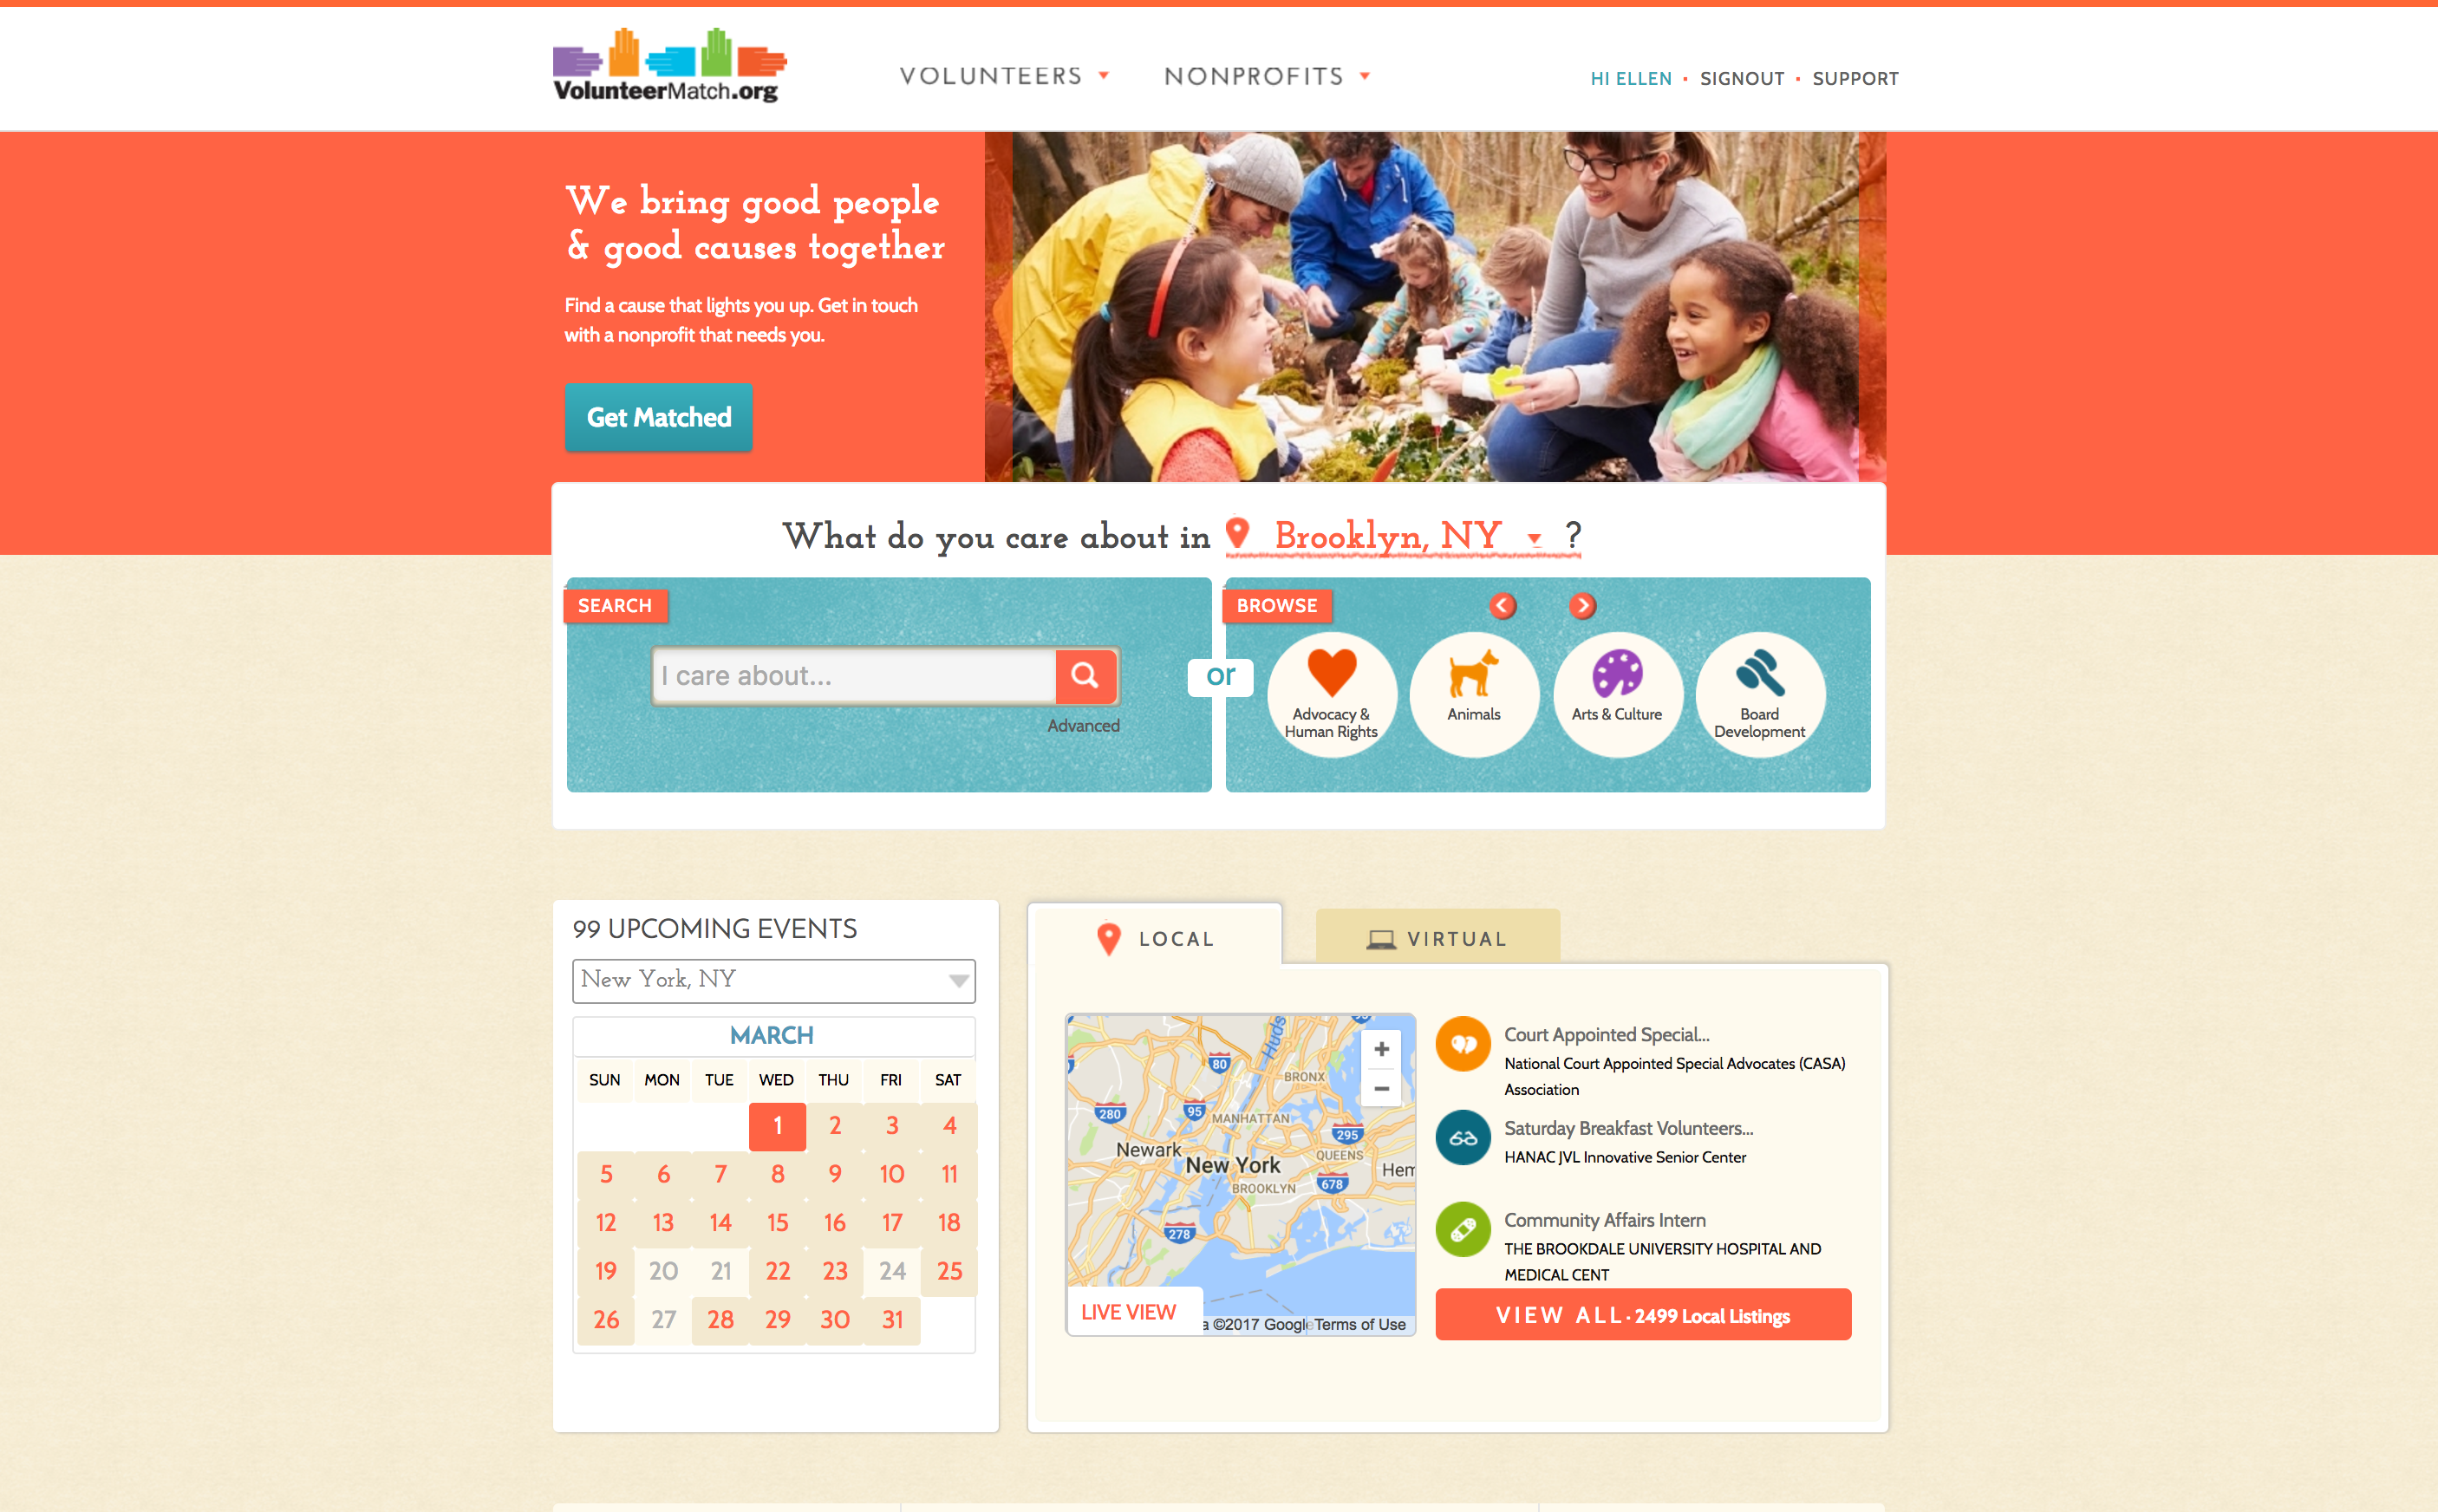 VolunteerMatch.org
VOLUNTEERS
NONPROFITS
HI ELLEN • SIGNOUT • SUPPORT
We bring good people
& good causes together
Find a cause that lights you up. Get in touch
with a nonprofit that needs you.
Get Matched
What do you care about in Brooklyn, NY ?
SEARCH
I care about...
Advanced
or
BROWSE
Advocacy &
Human Rights
Animals
Arts & Culture
Board
Development
99 UPCOMING EVENTS
New York, NY
MARCH
SUN MON TUE WED THU FRI SAT
1 2 3 4
5 6 7 8 9 10 11
12 13 14 15 16 17 18
19 20 21 22 23 24 25
26 27 28 29 30 31
LOCAL
VIRTUAL
Huds
80
BRONX
+
−
280
95
MANHATTAN
295
Newark
New York
QUEENS
Hem
BROOKLYN
678
278
LIVE VIEW
a ©2017 Google
Terms of Use
Court Appointed Special...
National Court Appointed Special Advocates (CASA)
Association
Saturday Breakfast Volunteers...
HANAC JVL Innovative Senior Center
Community Affairs Intern
THE BROOKDALE UNIVERSITY HOSPITAL AND
MEDICAL CENT
VIEW ALL · 2499 Local Listings